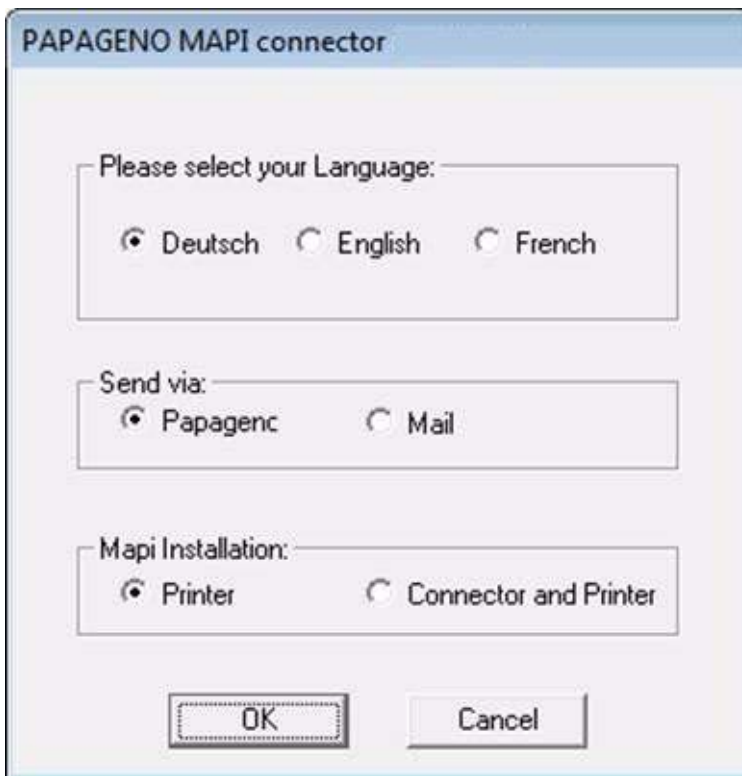 PAPAGENO MAPI connector
Please select your Language:
Deutsch English French
Send via:
Papagenc Mail
Mapi Installation:
Printer Connector and Printer
OK Cancel